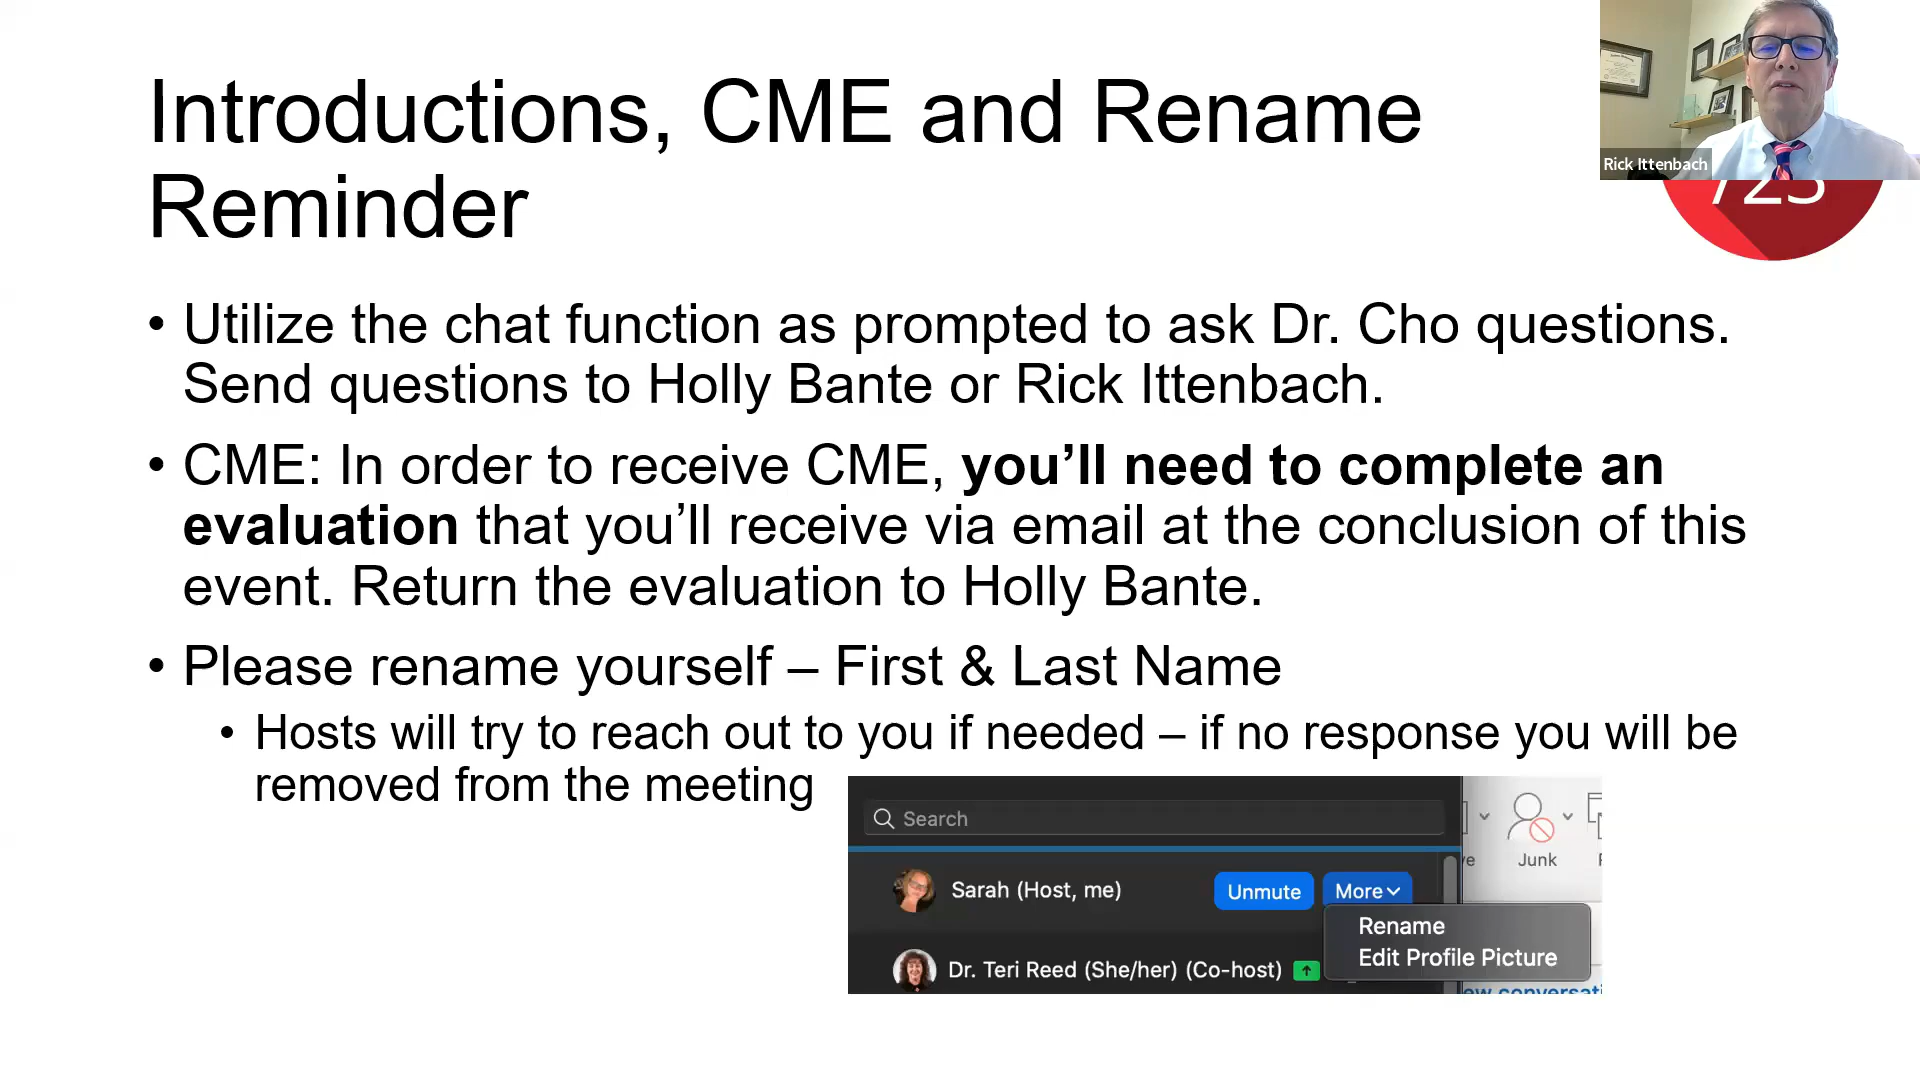 Introductions, CME and Rename
Reminder
Rick Ittenbach
723
• Utilize the chat function as prompted to ask Dr. Cho questions.
Send questions to Holly Bante or Rick Ittenbach.
• CME: In order to receive CME, you’ll need to complete an
evaluation that you’ll receive via email at the conclusion of this
event. Return the evaluation to Holly Bante.
• Please rename yourself – First & Last Name
• Hosts will try to reach out to you if needed – if no response you will be
removed from the meeting
Search
Junk
Sarah (Host, me)
Unmute
More
Rename
Edit Profile Picture
Dr. Teri Reed (She/her) (Co-host)